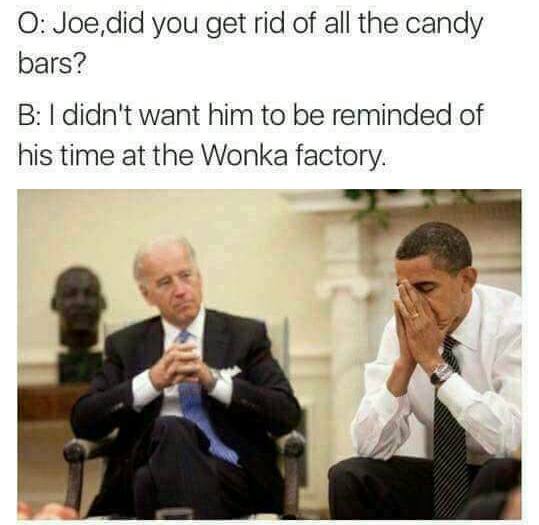 O: Joe,did you get rid of all the candy
bars?
B: I didn't want him to be reminded of
his time at the Wonka factory.